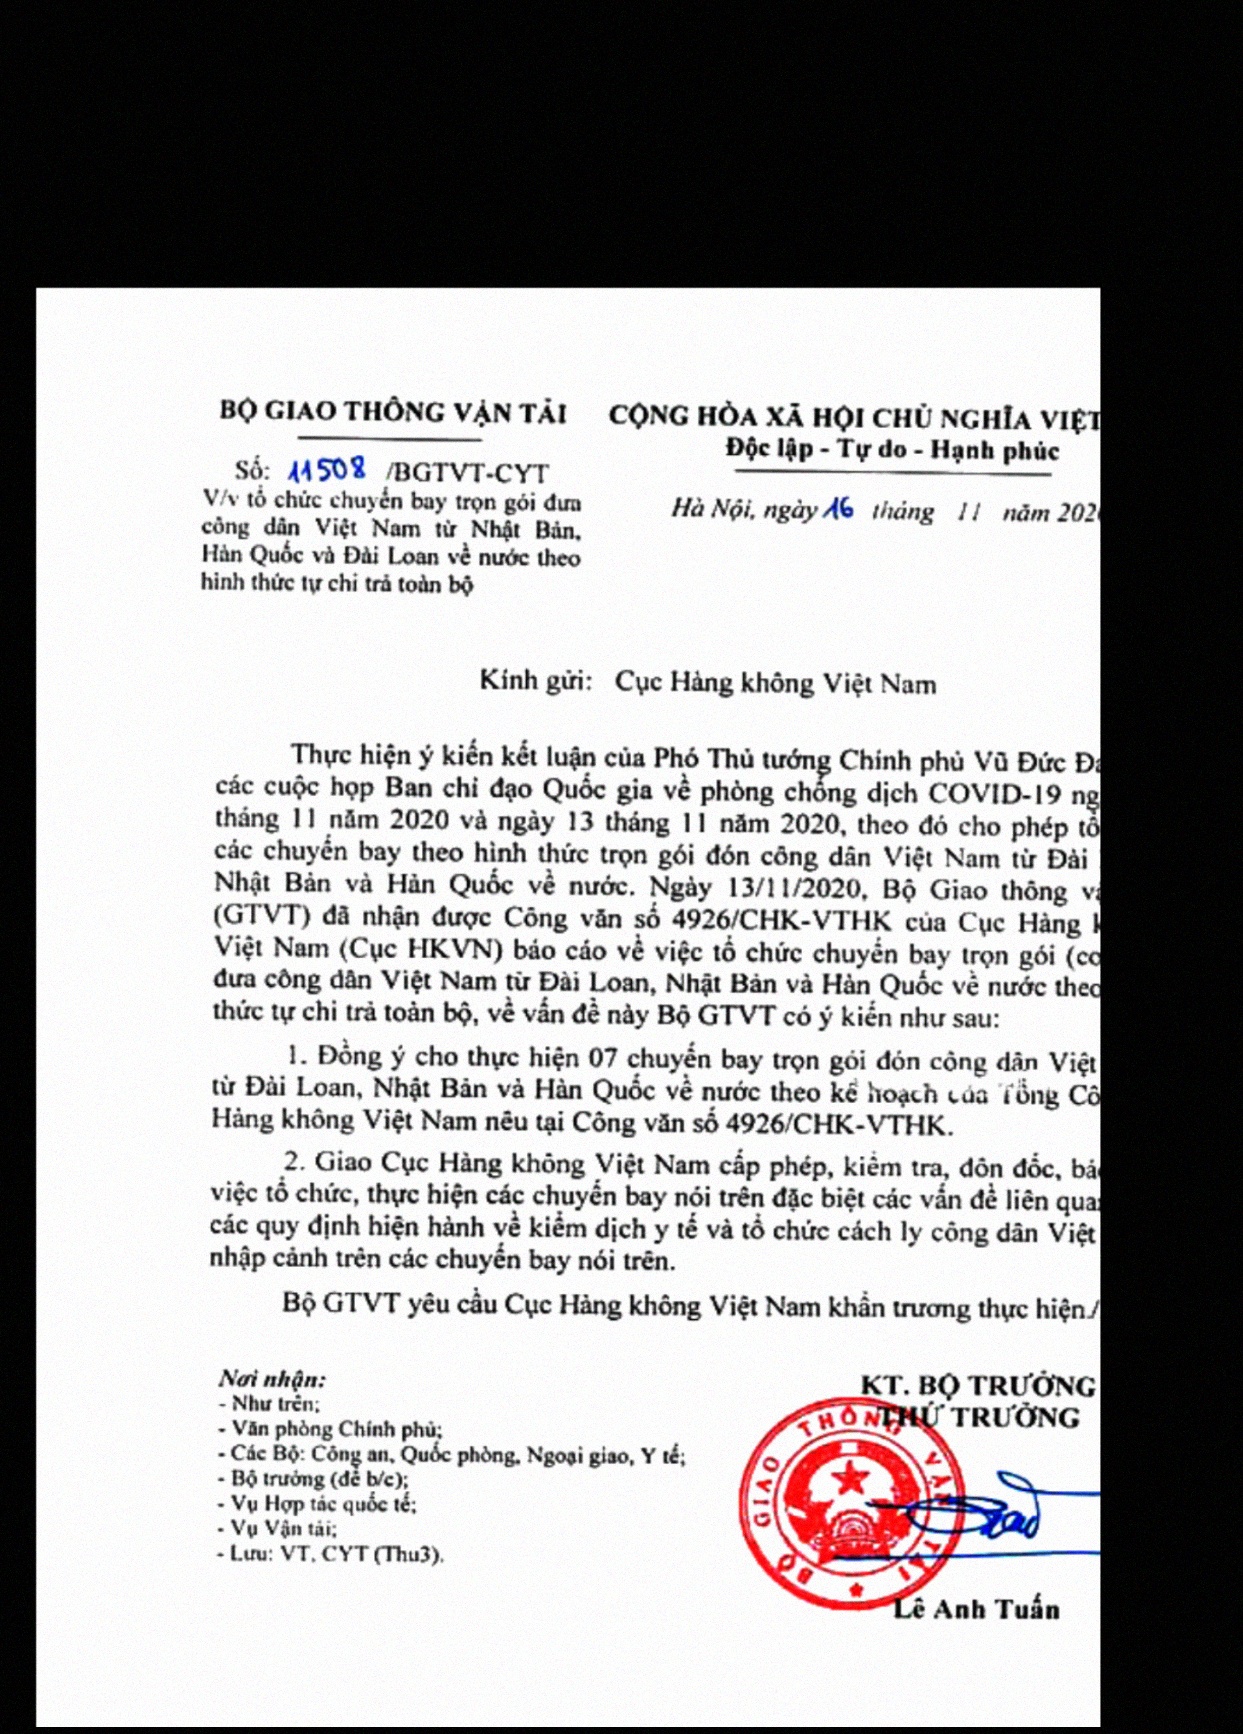 BỘ GIAO THÔNG VẬN TẢI
Số: 11508 /BGTVT-CYT
V/v tổ chức chuyến bay trọn gói đưa
công dân Việt Nam từ Nhật Bản,
Hàn Quốc và Đài Loan về nước theo
hình thức tự chi trả toàn bộ
CỘNG HÒA XÃ HỘI CHỦ NGHĨA VIỆT
Độc lập - Tự do - Hạnh phúc
Hà Nội, ngày 16 tháng 11 năm 202
Kính gửi: Cục Hàng không Việt Nam
Thực hiện ý kiến kết luận của Phó Thủ tướng Chính phủ Vũ Đức
các cuộc họp Ban chỉ đạo Quốc gia về phòng chống dịch COVID-19
tháng 11 năm 2020 và ngày 13 tháng 11 năm 2020, theo đó cho phép tổ
các chuyến bay theo hình thức trọn gói đón công dân Việt Nam từ Đài
Nhật Bản và Hàn Quốc về nước. Ngày 13/11/2020, Bộ Giao thông
(GTVT) đã nhận được Công văn số 4926/CHK-VTHK của Cục Hàng
Việt Nam (Cục HKVN) báo cáo về việc tổ chức chuyến bay trọn gói
đưa công dân Việt Nam từ Đài Loan, Nhật Bản và Hàn Quốc về nước theo
thức tự chi trả toàn bộ, về vấn đề này Bộ GTVT có ý kiến như sau:
1. Đồng ý cho thực hiện 07 chuyến bay trọn gói đón công dân Việt
từ Đài Loan, Nhật Bản và Hàn Quốc về nước theo kế hoạch của Tổng
Hàng không Việt Nam nêu tại Công văn số 4926/CHK-VTHK.
2. Giao Cục Hàng không Việt Nam cấp phép, kiểm tra, đôn đốc,
việc tổ chức, thực hiện các chuyến bay nói trên đặc biệt các vấn đề liên
các quy định hiện hành về kiểm dịch y tế và tổ chức cách ly công dân Việt
nhập cảnh trên các chuyến bay nói trên.
Bộ GTVT yêu cầu Cục Hàng không Việt Nam khẩn trương thực hiện./
Nơi nhận:
- Như trên;
- Văn phòng Chính phủ;
- Các Bộ: Công an, Quốc phòng, Ngoại giao, Y tế;
- Bộ trưởng (để b/c);
- Vụ Hợp tác quốc tế;
- Vụ Vận tải;
- Lưu: VT, CYT (Thu3).
KT. BỘ TRƯỞNG
THỨ TRƯỞNG
BỘ GIAO THÔNG VẬN TẢI
Lê Anh Tuấn